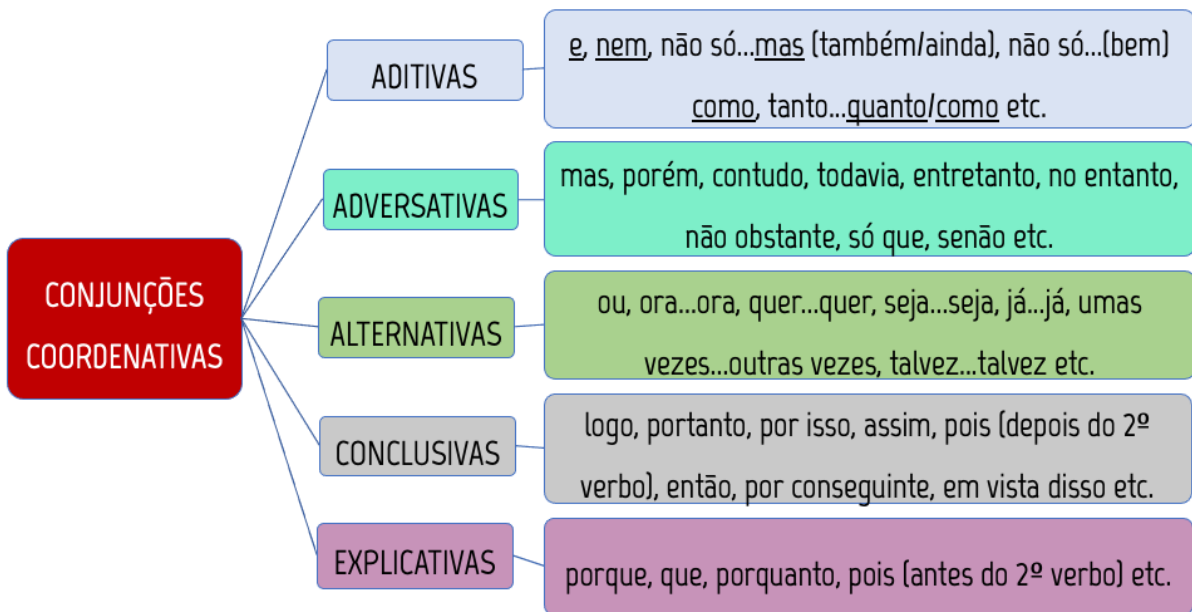 CONJUNÇÕES
COORDENATIVAS
ADITIVAS
e, nem, não só...mas (também/ainda), não só...(bem)
como, tanto...quanto/como etc.
ADVERSATIVAS
mas, porém, contudo, todavia, entretanto, no entanto,
não obstante, só que, senão etc.
ALTERNATIVAS
ou, ora...ora, quer...quer, seja...seja, já...já, umas
vezes...outras vezes, talvez...talvez etc.
CONCLUSIVAS
logo, portanto, por isso, assim, pois (depois do 2º
verbo), então, por conseguinte, em vista disso etc.
EXPLICATIVAS
porque, que, porquanto, pois (antes do 2º verbo) etc.